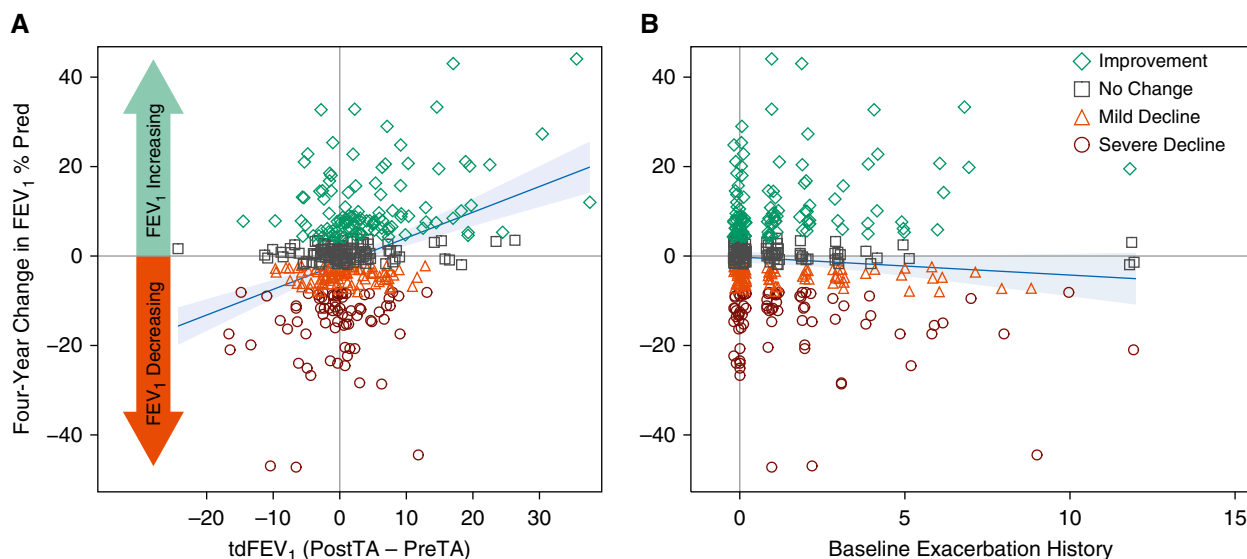 A
B
Four-Year Change in FEV₁ % Pred
40
20
0
−20
−40
FEV₁ Increasing
FEV₁ Decreasing
−20
−10
0
10
20
30
tdFEV₁ (PostTA – PreTA)
40
20
0
−20
−40
Improvement
No Change
Mild Decline
Severe Decline
0
5
10
15
Baseline Exacerbation History